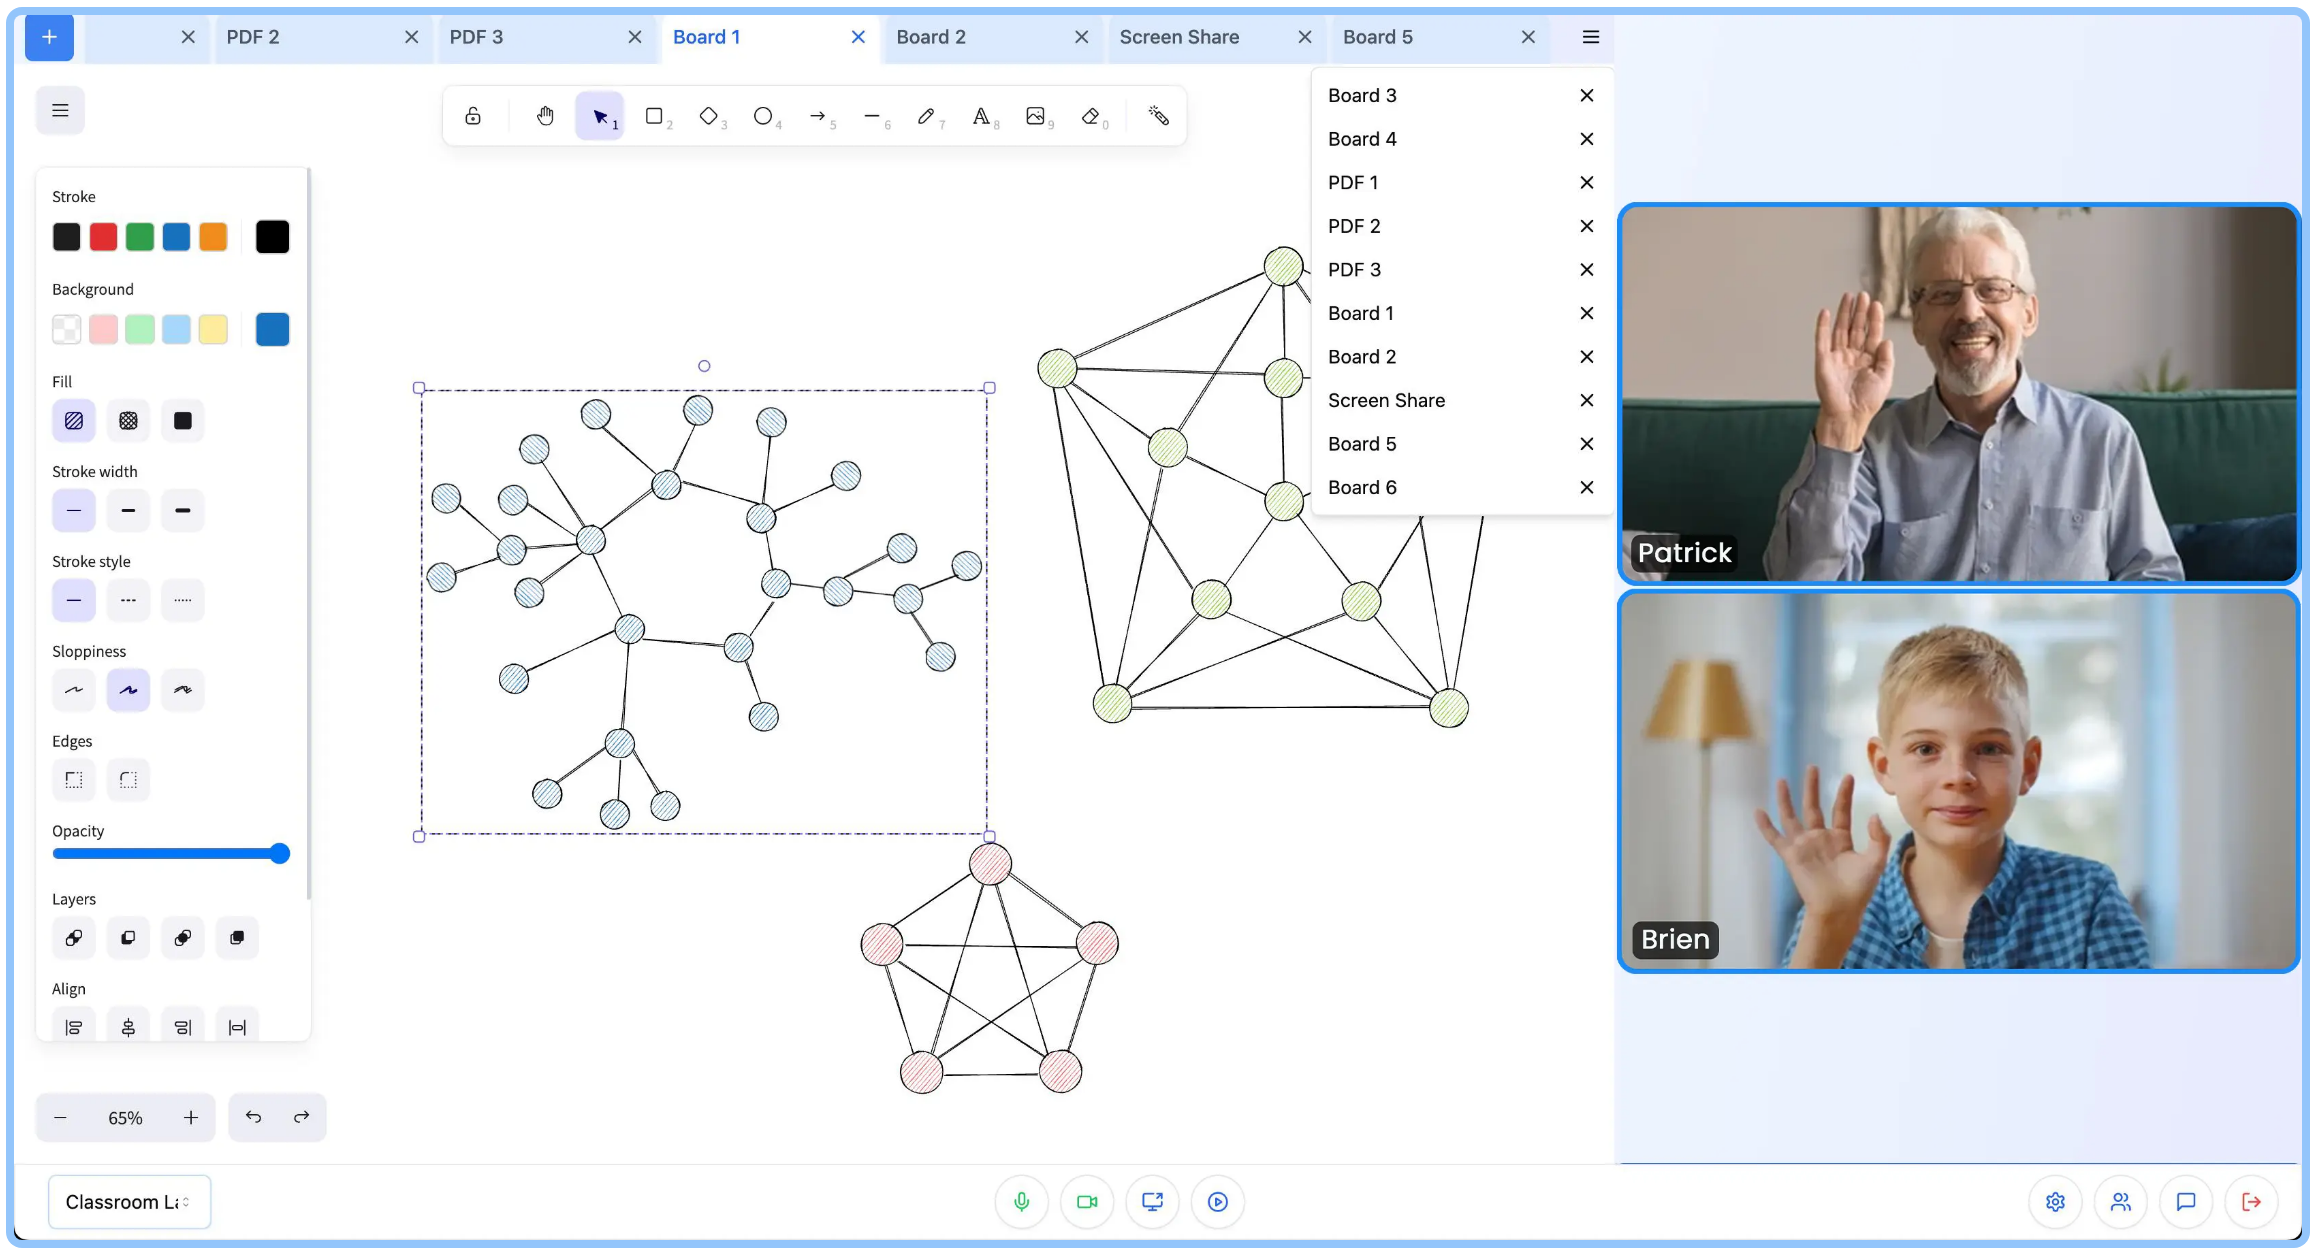 PDF 2
PDF 3
Board 1
Board 2
Screen Share
Board 5
1
2
3
4
5
6
7
8
9
0
Board 3
Board 4
PDF 1
PDF 2
PDF 3
Board 1
Board 2
Screen Share
Board 5
Board 6
Stroke
Background
Fill
Stroke width
Stroke style
Sloppiness
Edges
Opacity
Layers
Align
65%
Patrick
Brien
Classroom La